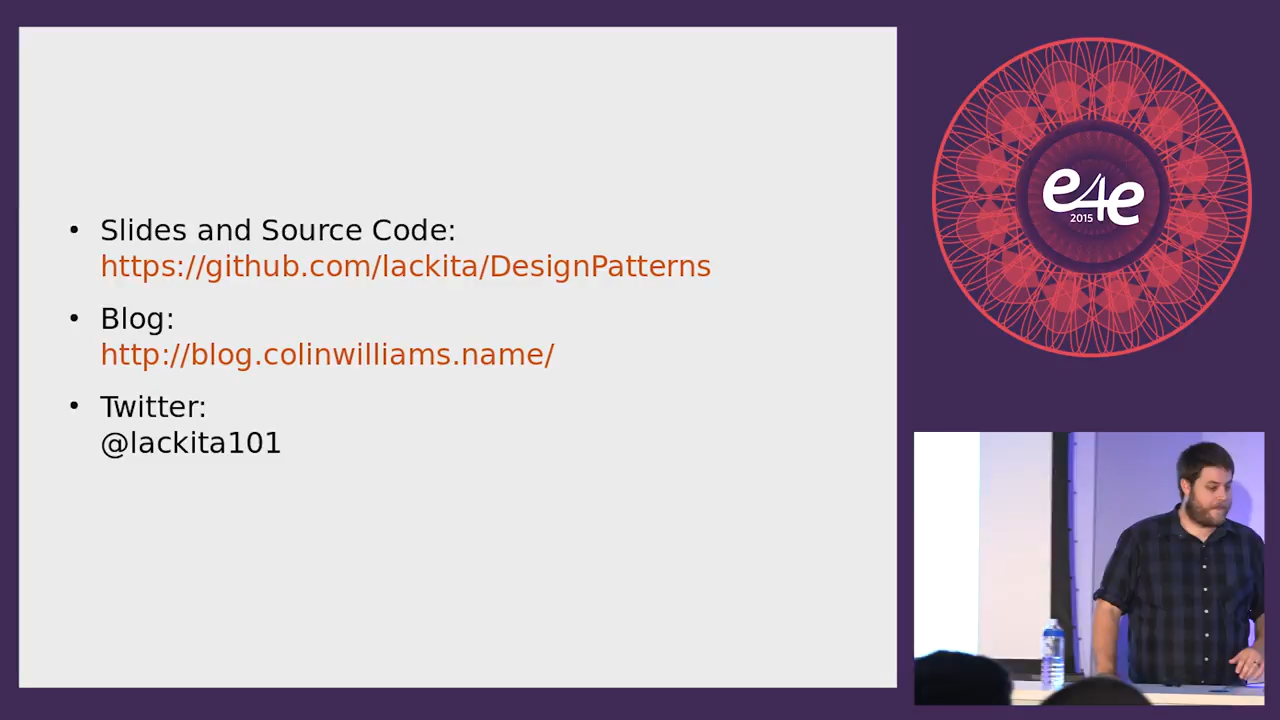 • Slides and Source Code:
https://github.com/lackita/DesignPatterns
• Blog:
http://blog.colinwilliams.name/
• Twitter:
@lackita101
e4e
2015